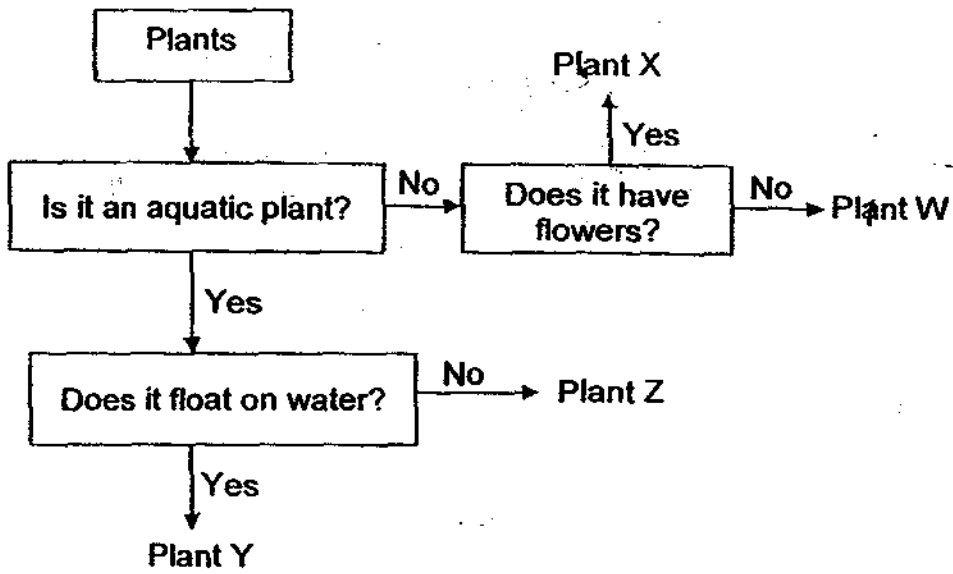 Plants
Plant X
Yes
Is it an aquatic plant?
No
Does it have
flowers?
No
Plant W
Yes
Does it float on water?
No
Plant Z
Yes
Plant Y